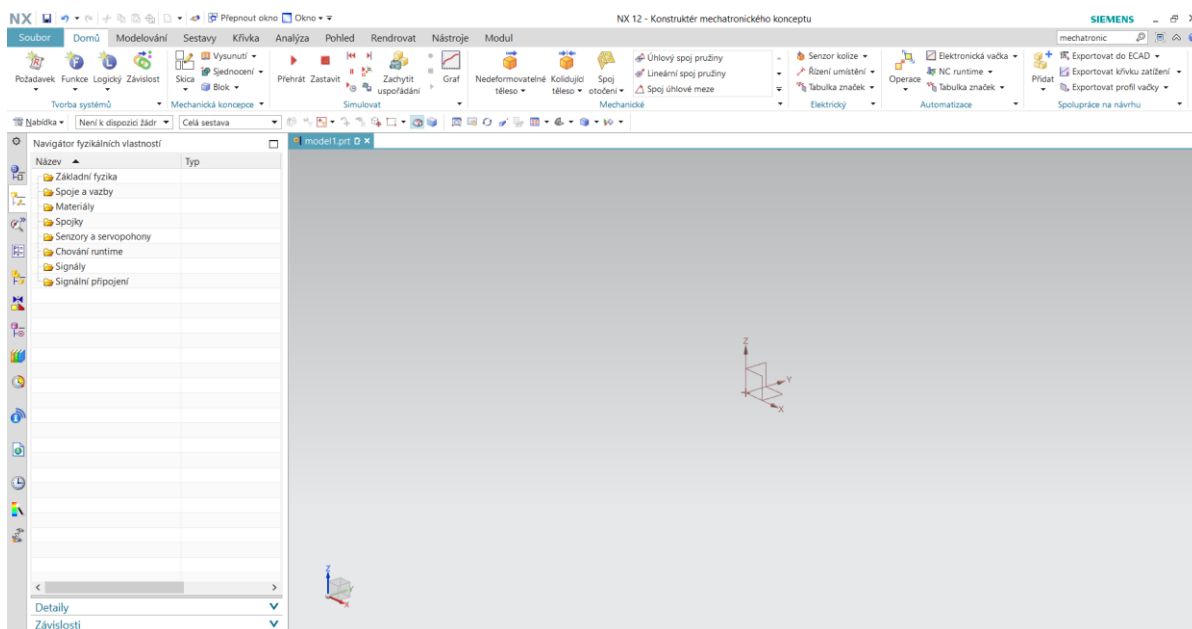 NX Přepnout okno Okno NX 12 - Konstruktér mechatronického konceptu SIEMENS
Soubor Domů Modelování Sestavy Křivka Analýza Pohled Rendrovat Nástroje Modul mechatronic
Požadavek Funkce Logický Závislost
Tvorba systémů
Skica Vysunutí
Sjednocení
Blok
Mechanická koncepce
Přehrát Zastavit Zachytit uspořádání Graf
Simulovat
Nedeformovatelné těleso Kolidující těleso Spoj otočení
Úhlový spoj pružiny
Lineární spoj pružiny
Spoj úhlové meze
Mechanické
Senzor kolize
Řízení umístění
Tabulka značek
Elektrický
Operace Elektronická vačka
NC runtime
Tabulka značek
Automatizace
Přidat Exportovat do ECAD
Exportovat křivku zatížení
Exportovat profil vačky
Spolupráce na návrhu
Nabídka Není k dispozici žádr Celá sestava
Navigátor fyzikálních vlastností
model1.prt
Název Typ
Základní fyzika
Spoje a vazby
Materiály
Spojky
Senzory a servopohony
Chování runtime
Signály
Signální připojení
Z
Y
X
Z
Y
X
Detaily
Závislosti